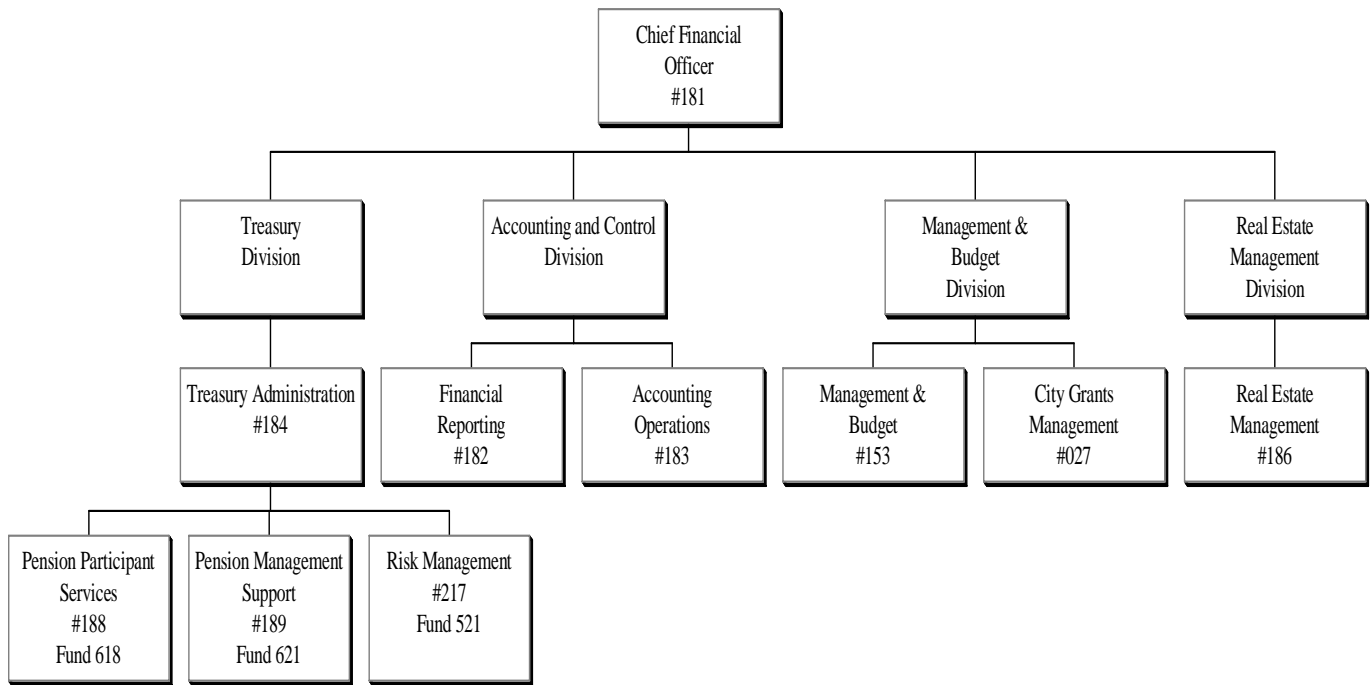 Chief Financial
Officer
#181
Treasury
Division
Accounting and Control
Division
Management &
Budget
Division
Real Estate
Management
Division
Treasury Administration
#184
Financial
Reporting
#182
Accounting
Operations
#183
Management &
Budget
#153
City Grants
Management
#027
Real Estate
Management
#186
Pension Participant
Services
#188
Fund 618
Pension Management
Support
#189
Fund 621
Risk Management
#217
Fund 521